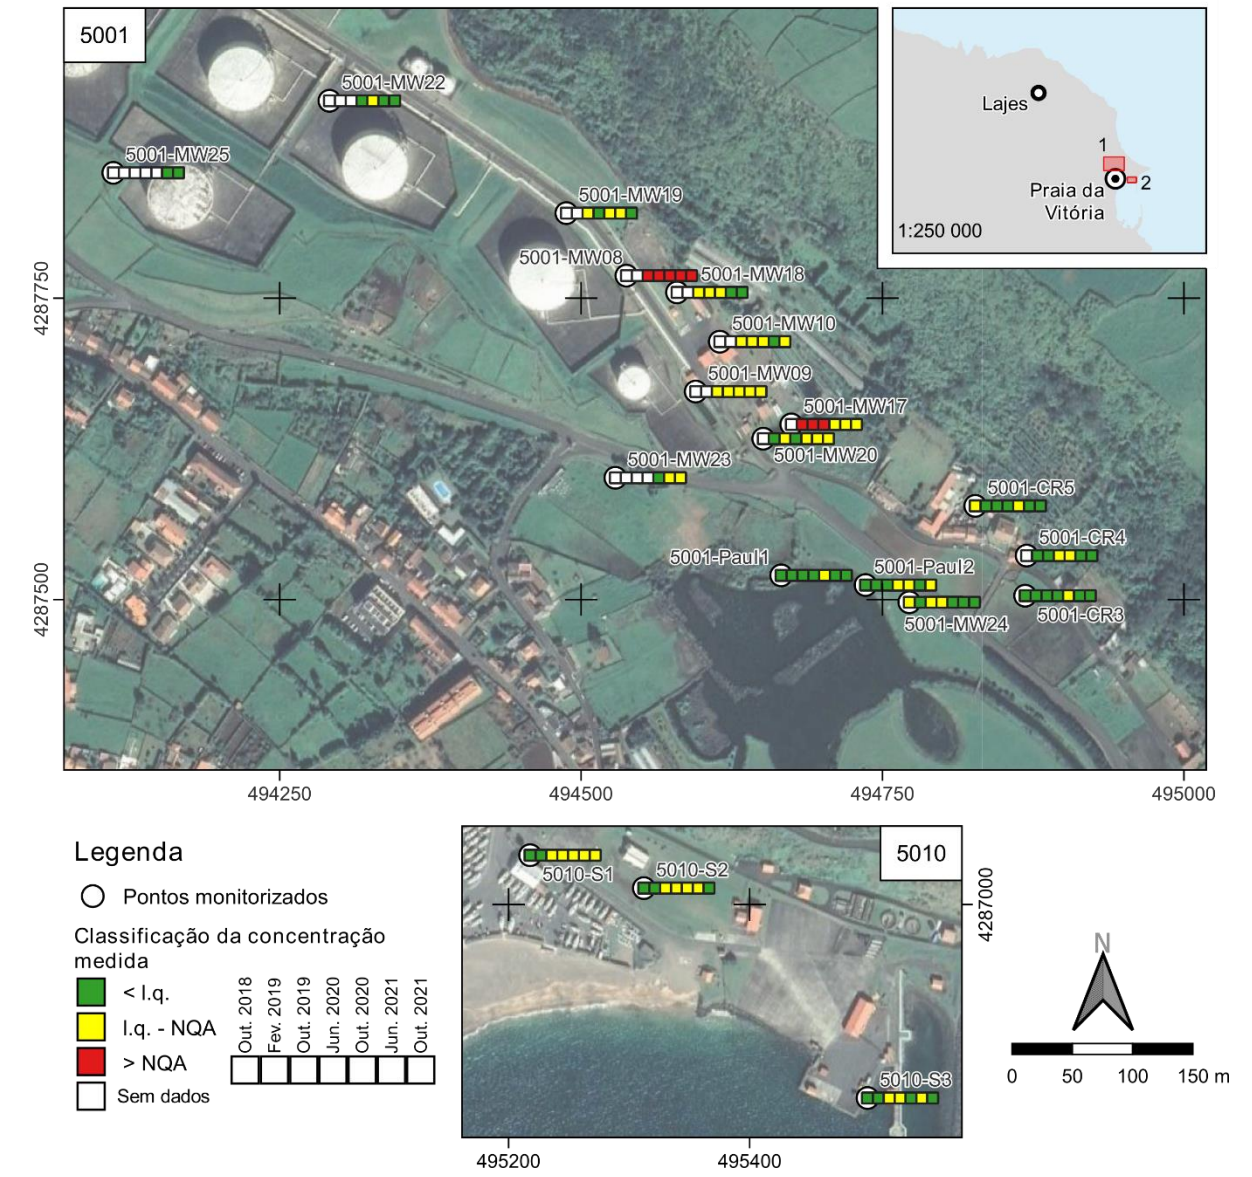 5001
5001-MW22
5001-MW25
5001-MW19
5001-MW08
5001-MW18
5001-MW10
5001-MW09
5001-MW17
5001-MW20
5001-MW23
5001-CR5
5001-CR4
5001-Paul1
5001-Paul2
5001-MW24
5001-CR3
Lajes
1
2
Praia da
Vitória
1:250 000
4287750
4287500
494250
494500
494750
495000
Legenda
Pontos monitorizados
Classificação da concentração
medida
< l.q.
l.q. - NQA
> NQA
Sem dados
Out. 2018
Fev. 2019
Out. 2019
Jun. 2020
Out. 2020
Jun. 2021
Out. 2021
5010
5010-S1
5010-S2
5010-S3
4287000
495200
495400
N
0 50 100 150 m